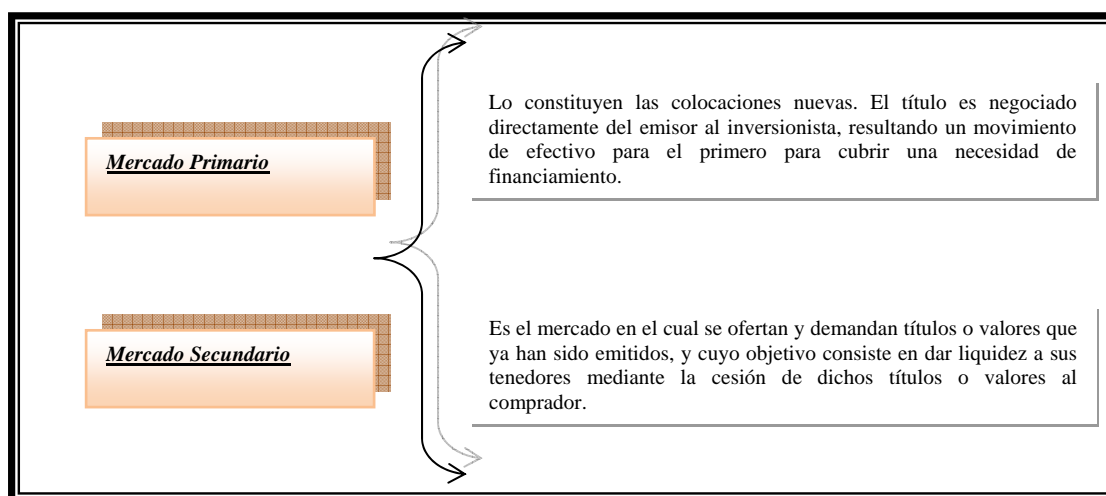 Mercado Primario
Lo constituyen las colocaciones nuevas. El título es negociado
directamente del emisor al inversionista, resultando un movimiento
de efectivo para el primero para cubrir una necesidad de
financiamiento.
Mercado Secundario
Es el mercado en el cual se ofertan y demandan títulos o valores que
ya han sido emitidos, y cuyo objetivo consiste en dar liquidez a sus
tenedores mediante la cesión de dichos títulos o valores al
comprador.